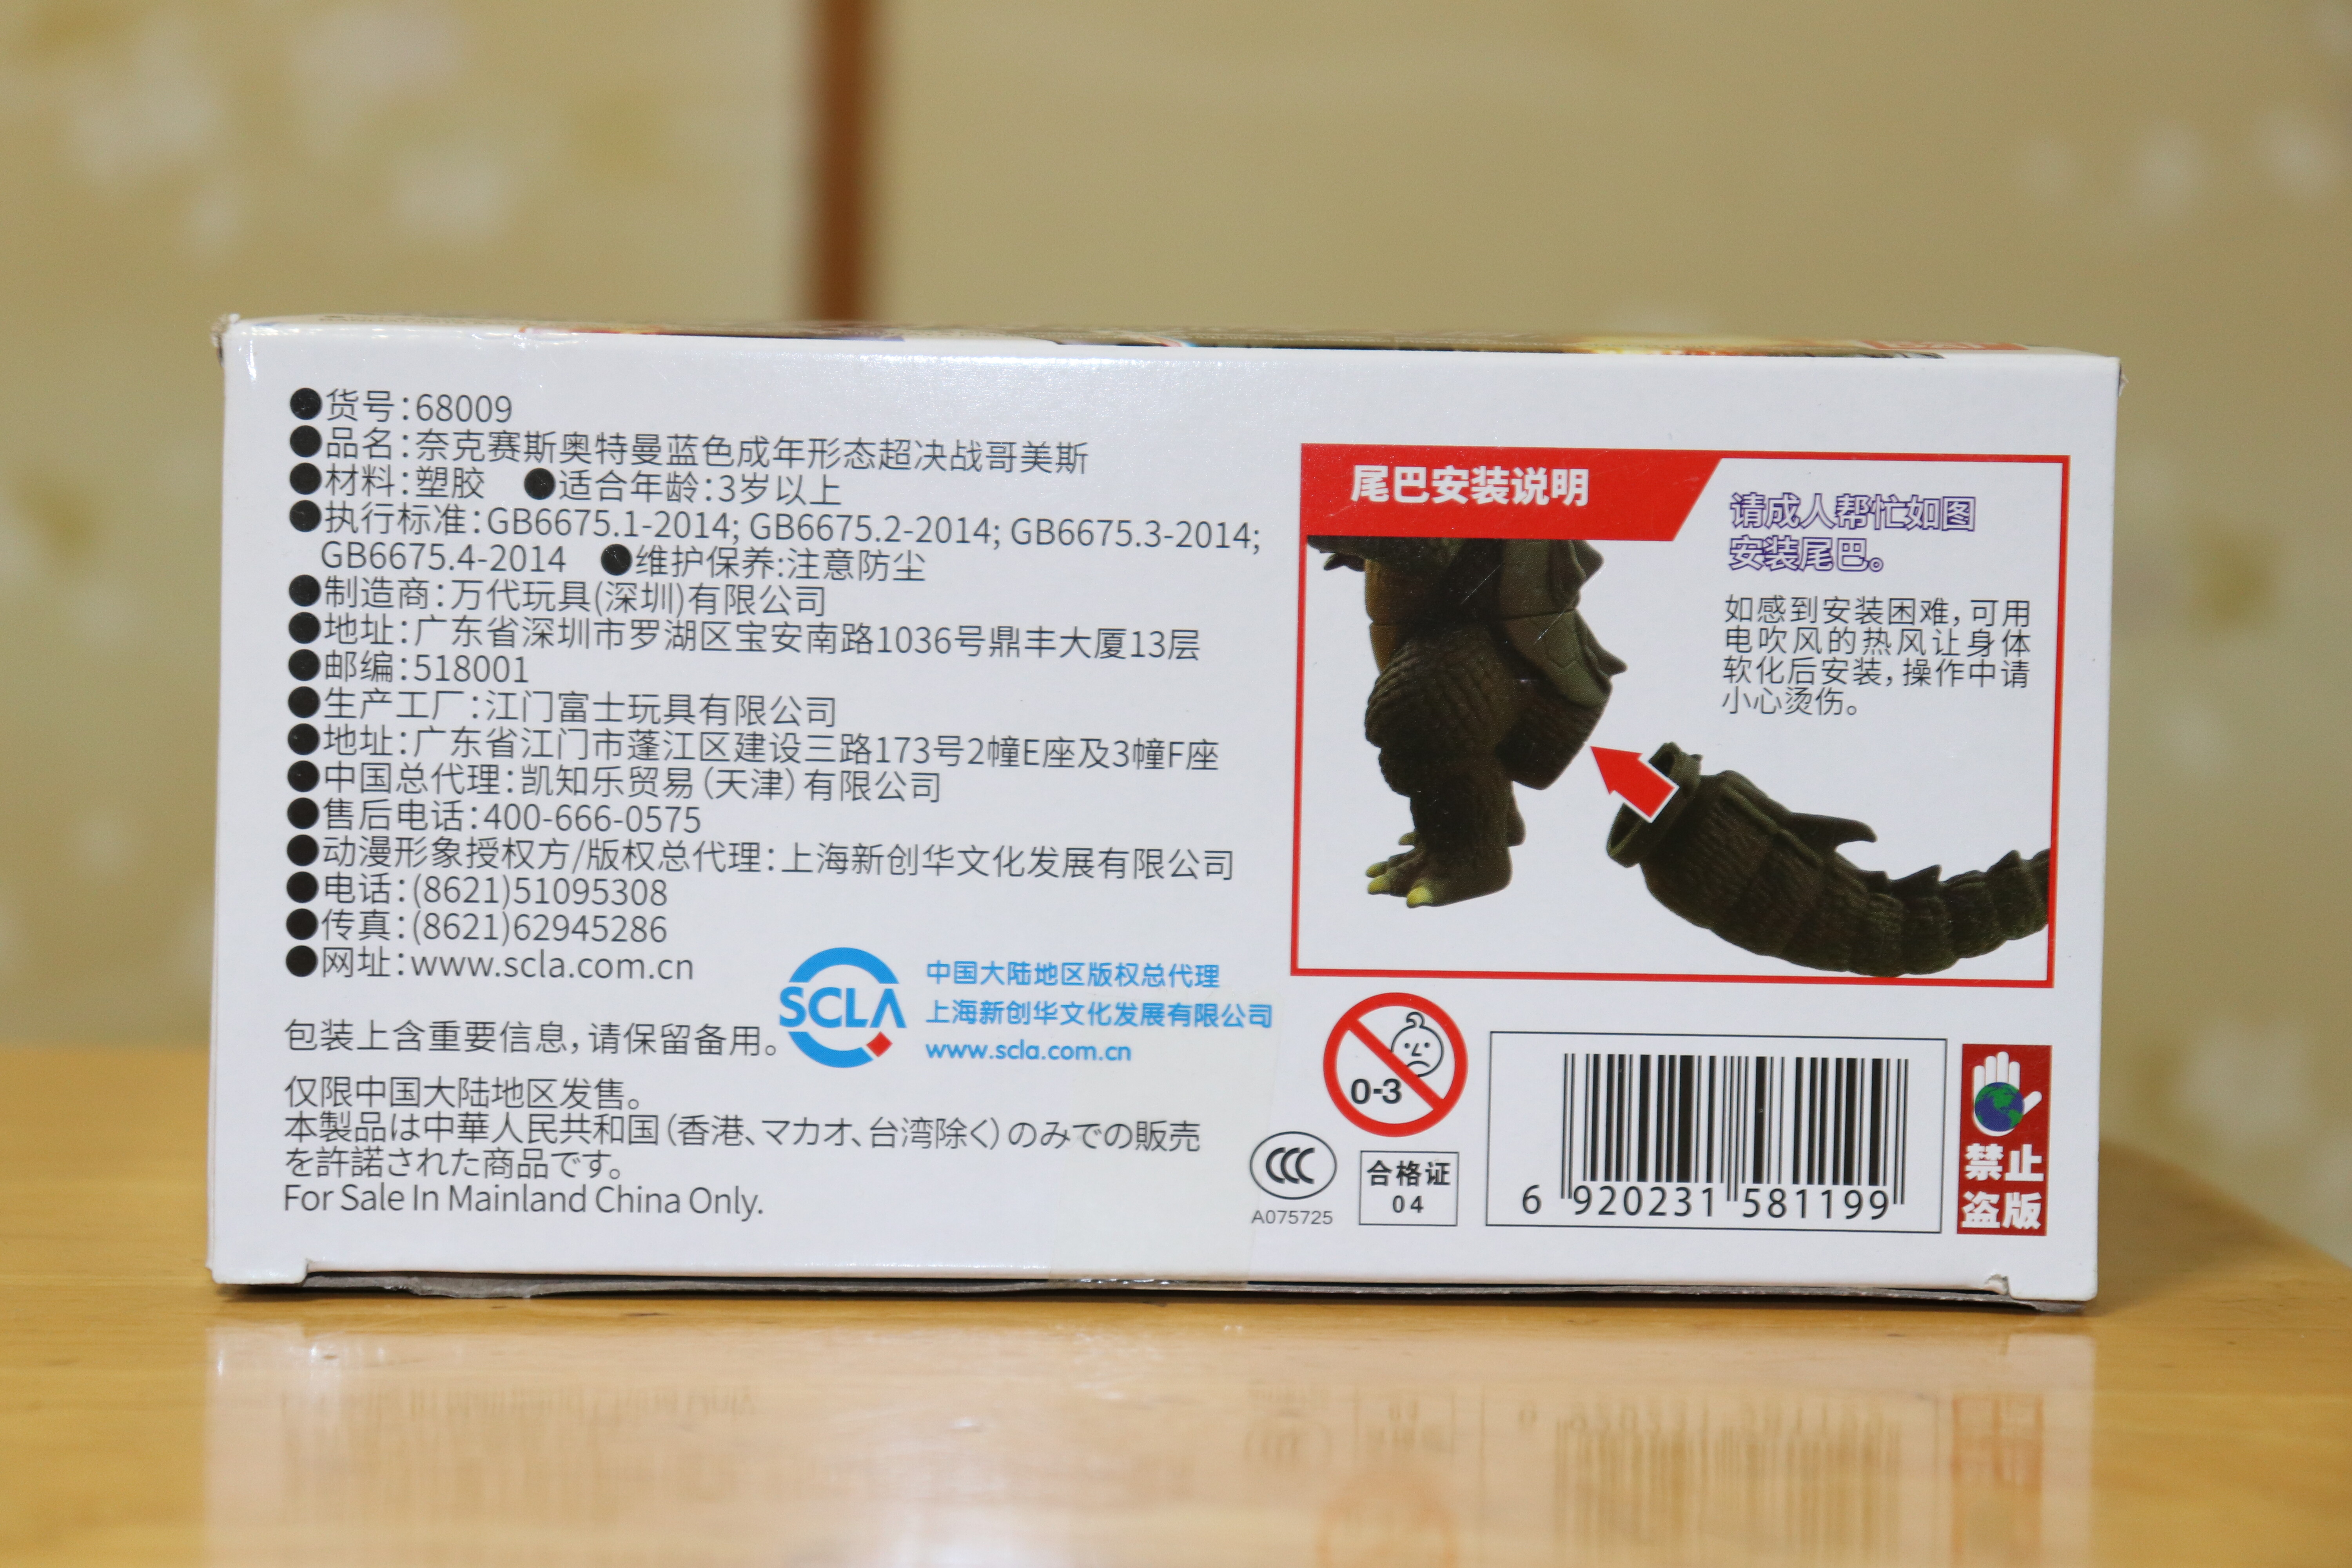 ●货号:68009
●品名:奈克赛斯奥特曼蓝色成年形态超决战哥美斯
●材料:塑胶 ●适合年龄:3岁以上
●执行标准:GB6675.1-2014; GB6675.2-2014; GB6675.3-2014;
GB6675.4-2014 ●维护保养:注意防尘
●制造商:万代玩具(深圳)有限公司
●地址:广东省深圳市罗湖区宝安南路1036号鼎丰大厦13层
●邮编:518001
●生产工厂:江门富士玩具有限公司
●地址:广东省江门市蓬江区建设三路173号2幢E座及3幢F座
●中国总代理:凯知乐贸易(天津)有限公司
●售后电话:400-666-0575
●动漫形象授权方/版权总代理:上海新创华文化发展有限公司
●电话:(8621)51095308
●传真:(8621)62945286
●网址:www.scla.com.cn
包装上含重要信息,请保留备用。
SCLA
中国大陆地区版权总代理
上海新创华文化发展有限公司
www.scla.com.cn
仅限中国大陆地区发售。
本製品は中華人民共和国(香港、マカオ、台湾除く)のみでの販売
を許諾された商品です。
For Sale In Mainland China Only.
尾巴安装说明
请成人帮忙如图
安装尾巴。
如感到安装困难,可用
电吹风的热风让身体
软化后安装,操作中请
小心烫伤。
0-3
CCC
A075725
合格证
04
6 920231 581199
禁止
盗版